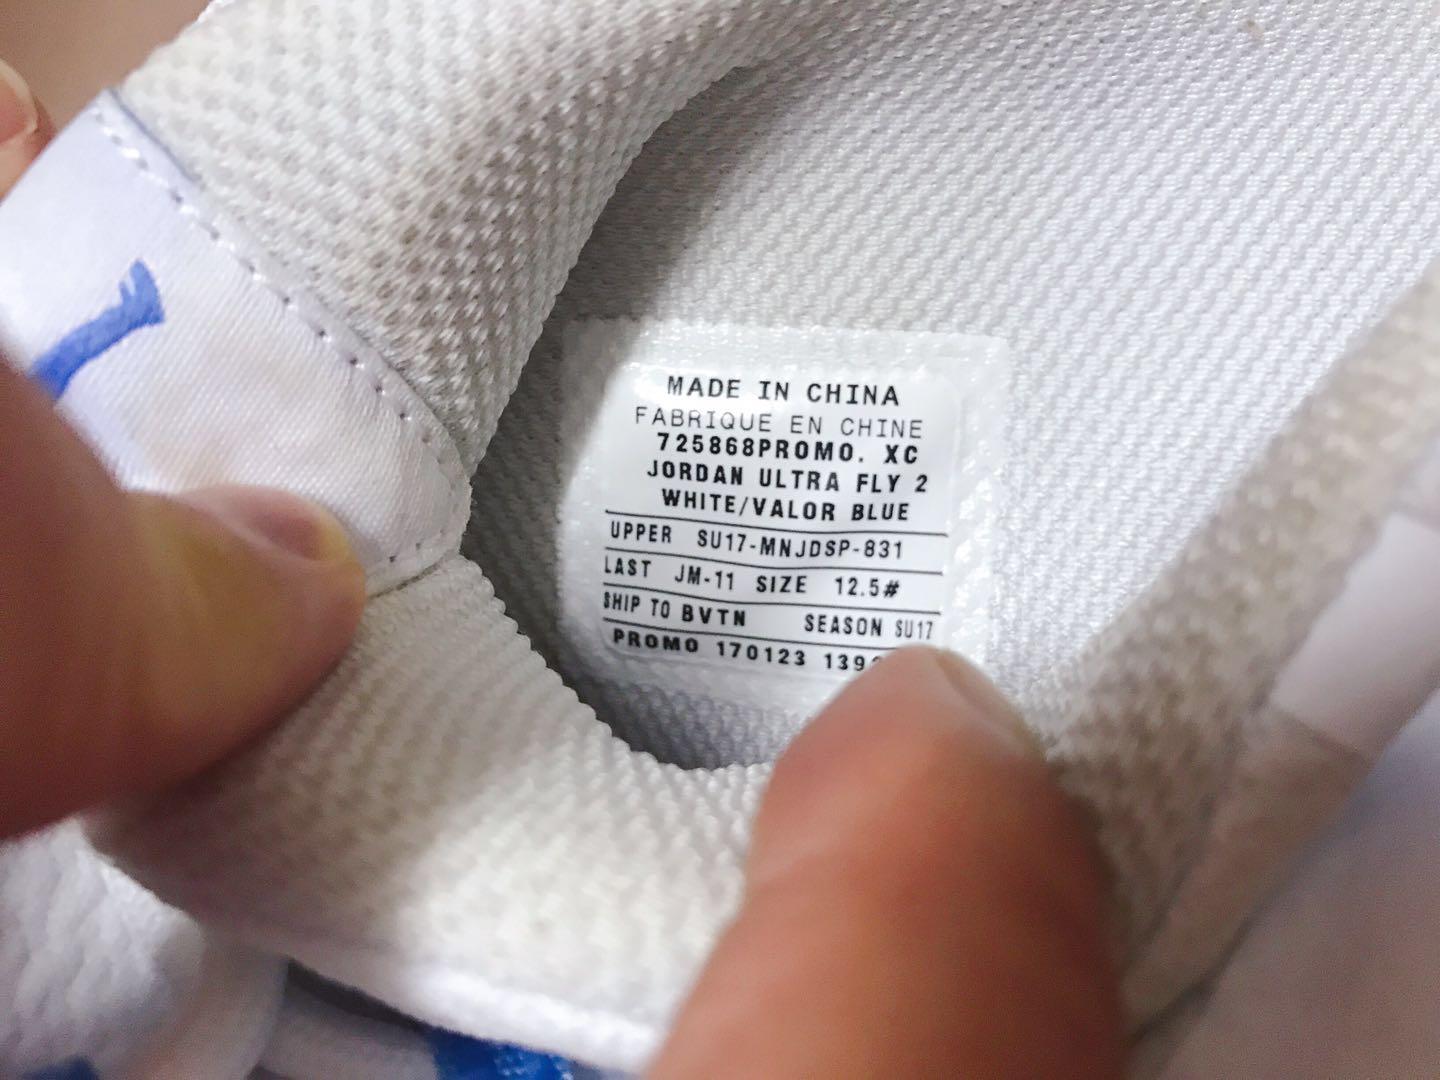 MADE IN CHINA
FABRIQUE EN CHINE
725868PROMO. XC
JORDAN ULTRA FLY 2
WHITE/VALOR BLUE
UPPER SU17-MNJDSP-831
LAST JM-11 SIZE 12.5#
SHIP TO BVTN SEASON SU17
PROMO 170123